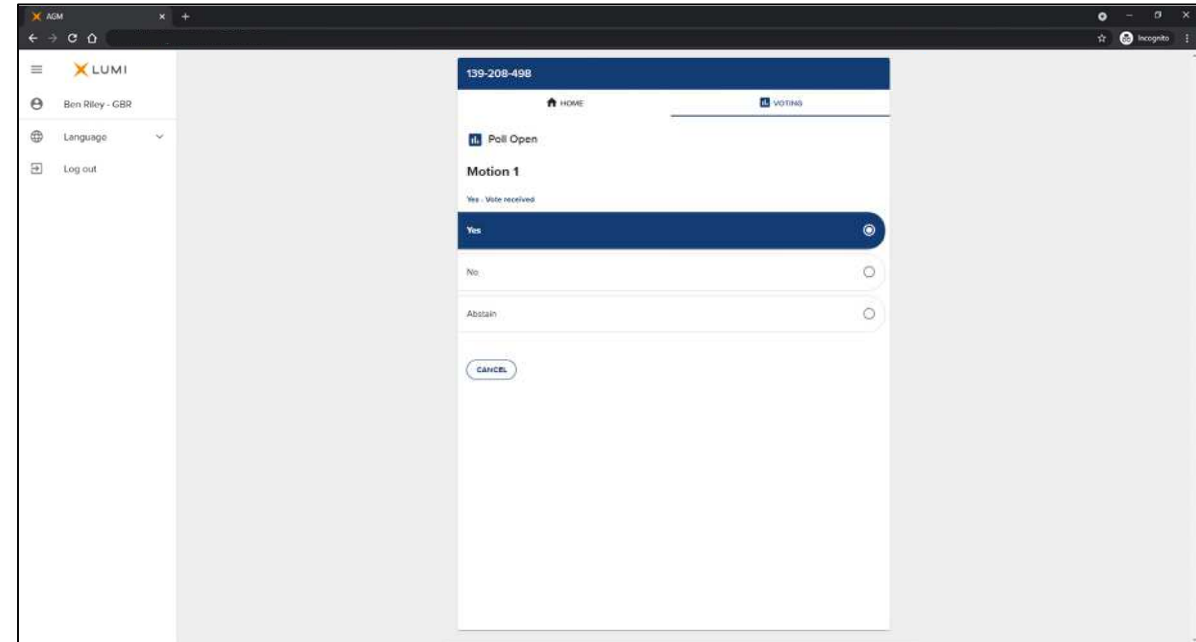 AGM
Incognito
LUMI
Ben Riley - GBR
Language
Log out
139-208-498
HOME
VOTING
Poll Open
Motion 1
Yes - Vote received
Yes
No
Abstain
CANCEL